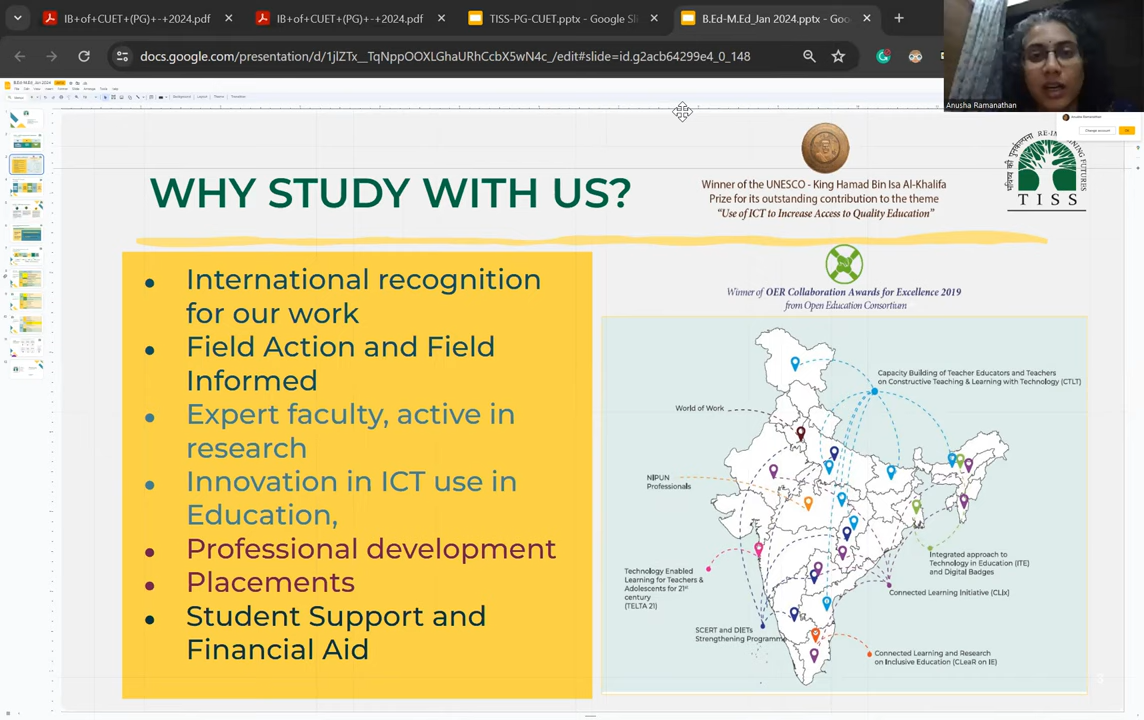 IB+of+CUET+(PG)+-+2024.pdf
IB+of+CUET+(PG)+-+2024.pdf
TISS-PG-CUET.pptx - Google Sli
B.Ed-M.Ed_Jan 2024.pptx - Goo
docs.google.com/presentation/d/1jlZTx__TqNppOOXLGhaURhCcbX5wN4c_/edit#slide=id.g2acb64299e4_0_148
Anusha Ramanathan
Anusha Ramanathan
Change account
WHY STUDY WITH US?
Winner of the UNESCO - King Hamad Bin Isa Al-Khalifa
Prize for its outstanding contribution to the theme
"Use of ICT to Increase Access to Quality Education"
TISS
Winner of OER Collaboration Awards for Excellence 2019
from Open Education Consortium
• International recognition
for our work
• Field Action and Field
Informed
• Expert faculty, active in
research
• Innovation in ICT use in
Education,
• Professional development
• Placements
• Student Support and
Financial Aid
Capacity Building of Teacher Educators and Teachers
on Constructive Teaching & Learning with Technology (CTLT)
World of Work
NIPUN
Professionals
Integrated approach to
Technology in Education (ITE)
and Digital Badges
Technology Enabled
Learning for Teachers &
Adolescents for 21st
century
(TELTA 21)
Connected Learning Initiative (CLIx)
SCERT and DIETs
Strengthening Programme
Connected Learning and Research
on Inclusive Education (CLeaR on IE)
3